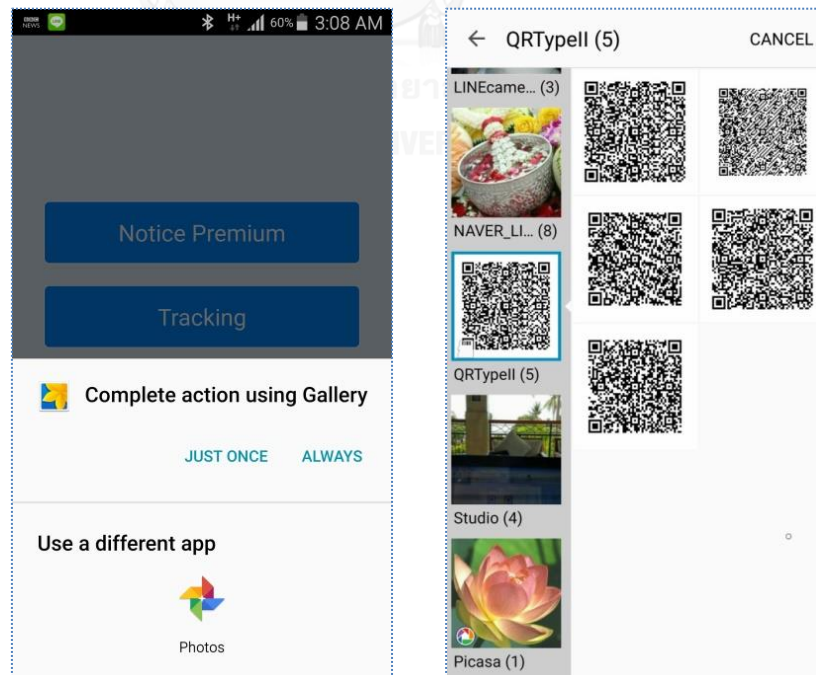 NEWS
60% 3:08 AM
Notice Premium
Tracking
Complete action using Gallery
JUST ONCE ALWAYS
Use a different app
Photos
← QRTypeII (5) CANCEL
LINEcame... (3)
NAVER_LI... (8)
QRTypeII (5)
Studio (4)
Picasa (1)